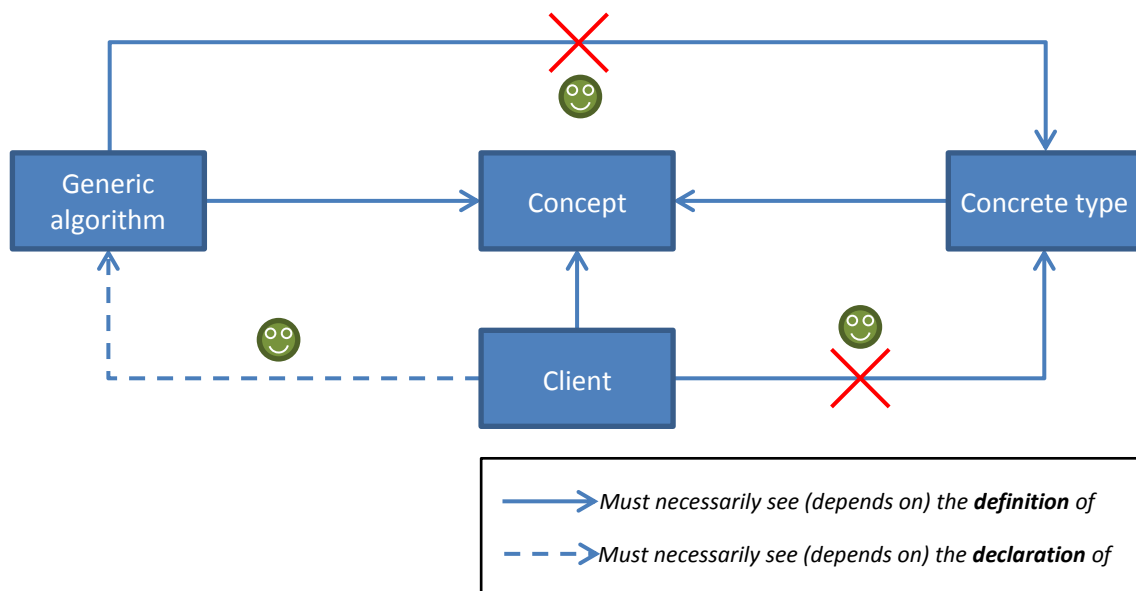 Generic
algorithm
Concept
Concrete type
Client
Must necessarily see (depends on) the definition of
Must necessarily see (depends on) the declaration of